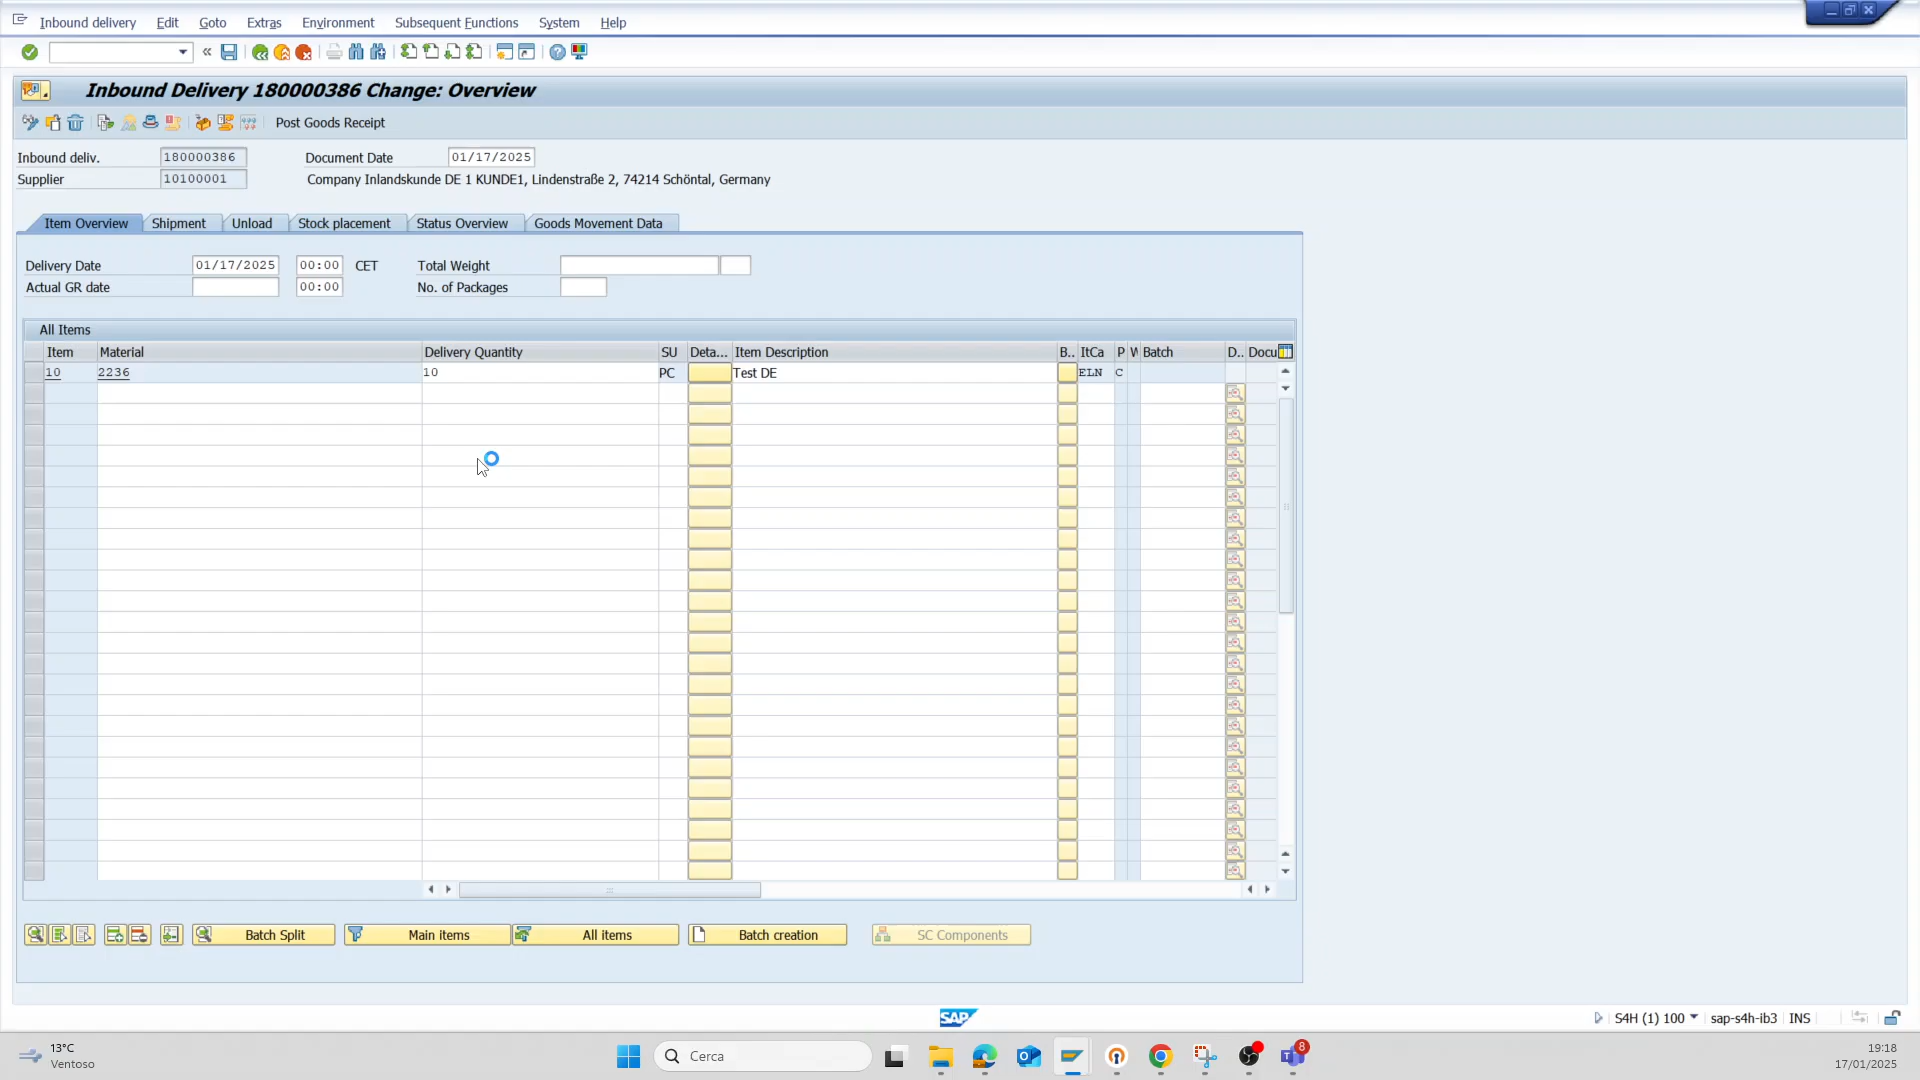 Inbound delivery Edit Goto Extras Environment Subsequent Functions System Help
Inbound Delivery 180000386 Change: Overview
Post Goods Receipt
Inbound deliv. 180000386 Document Date 01/17/2025
Supplier 10100001 Company Inlandskunde DE 1 KUNDE1, Lindenstraße 2, 74214 Schöntal, Germany
Item Overview Shipment Unload Stock placement Status Overview Goods Movement Data
Delivery Date 01/17/2025 00:00 CET Total Weight
Actual GR date 00:00 No. of Packages
All Items
Item Material Delivery Quantity SU Deta... Item Description B.. ItCa P W Batch D.. Docu
10 2236 10 PC Test DE ELN C
Batch Split Main items All items Batch creation SC Components
SAP S4H (1) 100 sap-s4h-ib3 INS
13°C
Ventoso
Cerca
8
19:18
17/01/2025